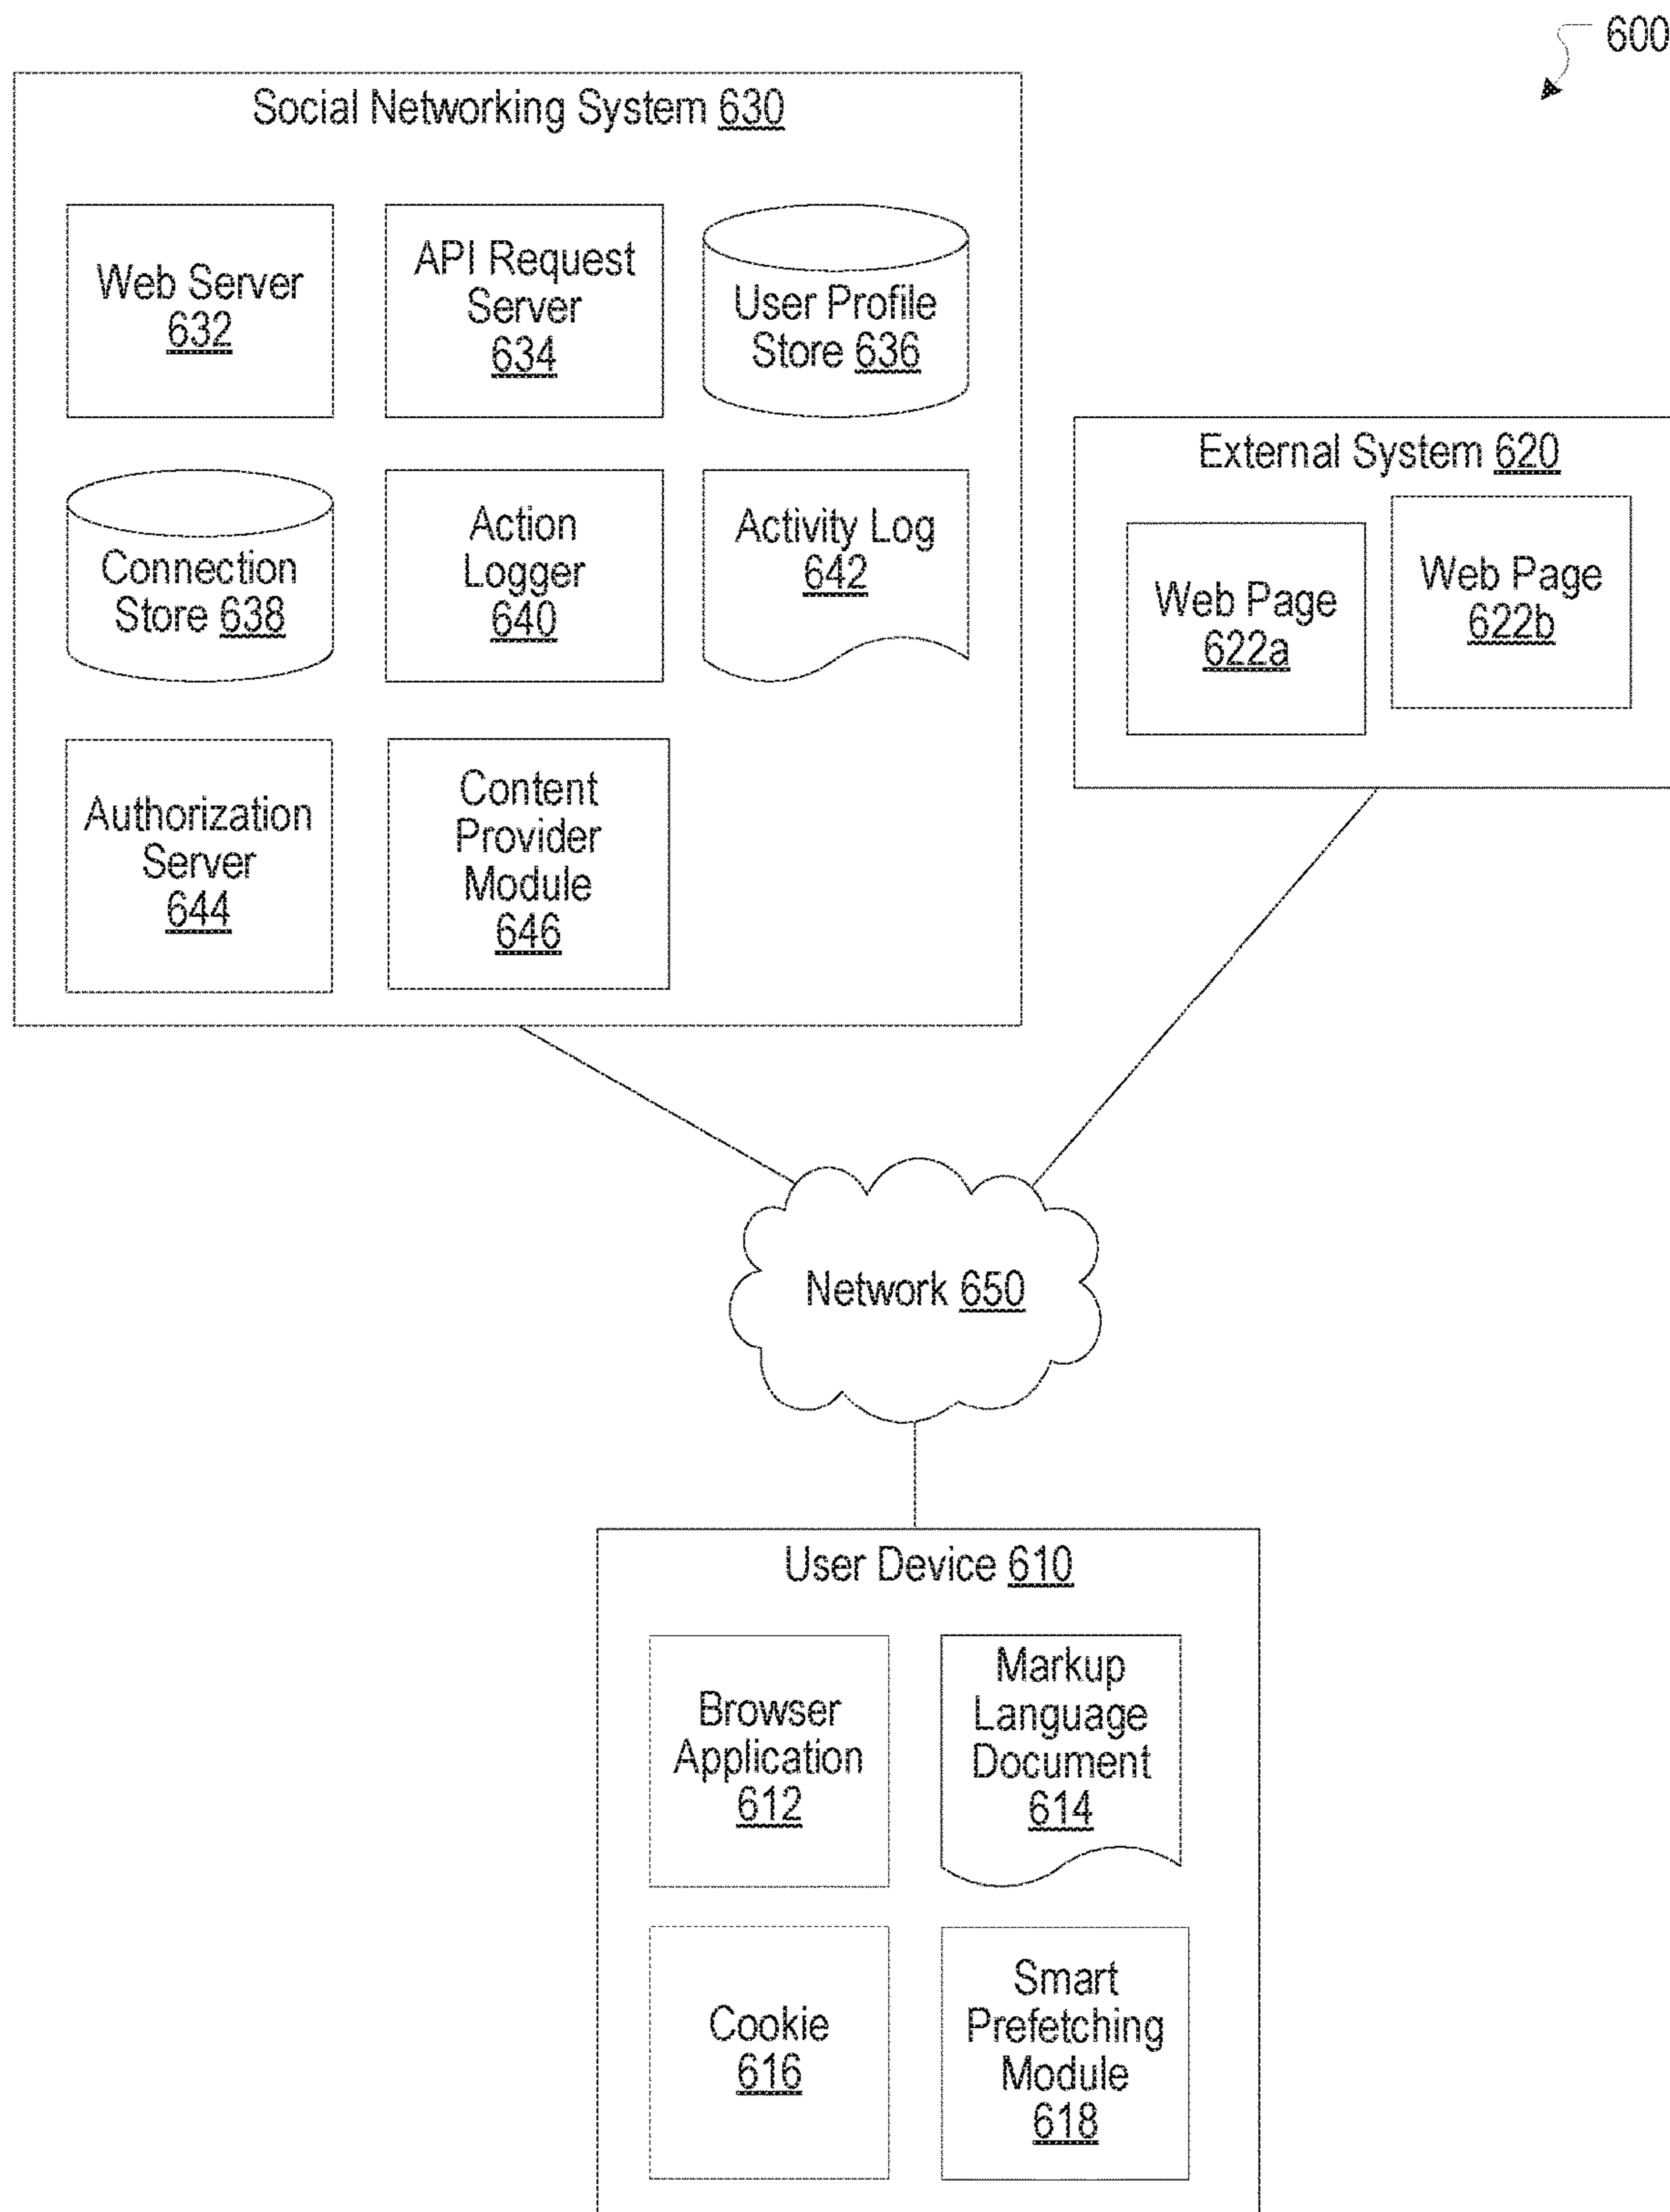 600
Social Networking System 630
Web Server
632
API Request
Server
634
User Profile
Store 636
Connection
Store 638
Action
Logger
640
Activity Log
642
Authorization
Server
644
Content
Provider
Module
646
External System 620
Web Page
622a
Web Page
622b
Network 650
User Device 610
Browser
Application
612
Markup
Language
Document
614
Cookie
616
Smart
Prefetching
Module
618